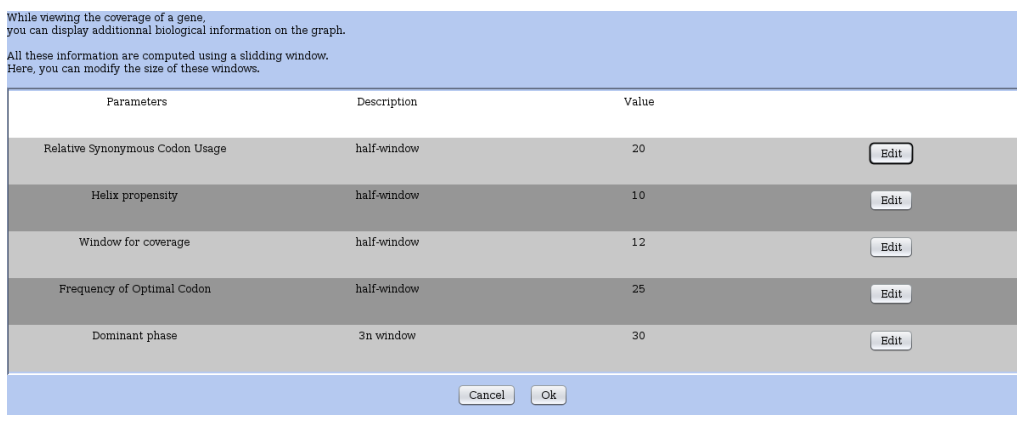 While viewing the coverage of a gene,
you can display additionnal biological information on the graph.
All these information are computed using a slidding window.
Here, you can modify the size of these windows.
Parameters Description Value
Relative Synonymous Codon Usage half-window 20 Edit
Helix propensity half-window 10 Edit
Window for coverage half-window 12 Edit
Frequency of Optimal Codon half-window 25 Edit
Dominant phase 3n window 30 Edit
Cancel Ok